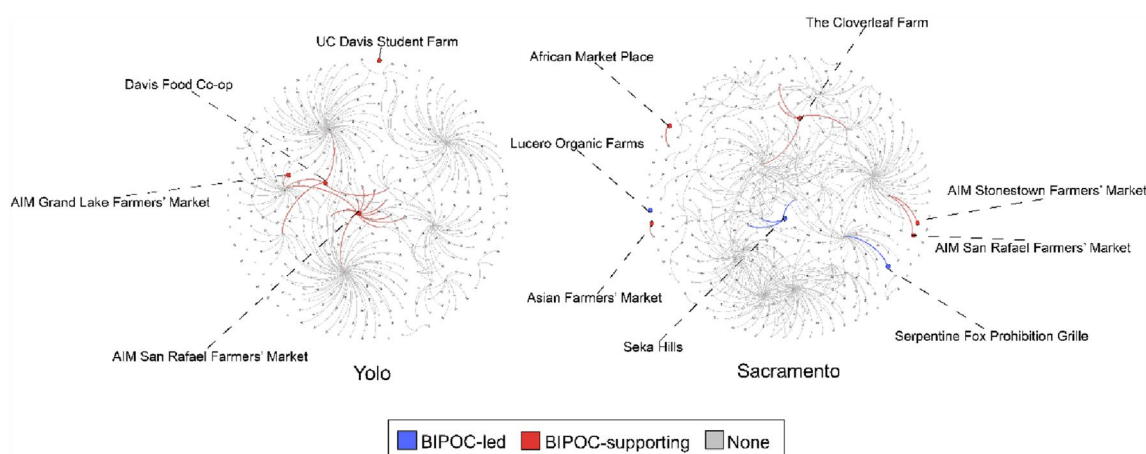 The Cloverleaf Farm
UC Davis Student Farm
African Market Place
Davis Food Co-op
Lucero Organic Farms
AIM Stonestown Farmers' Market
AIM Grand Lake Farmers' Market
AIM San Rafael Farmers' Market
Asian Farmers' Market
Serpentine Fox Prohibition Grille
Seka Hills
AIM San Rafael Farmers' Market
Yolo
Sacramento
BIPOC-led
BIPOC-supporting
None